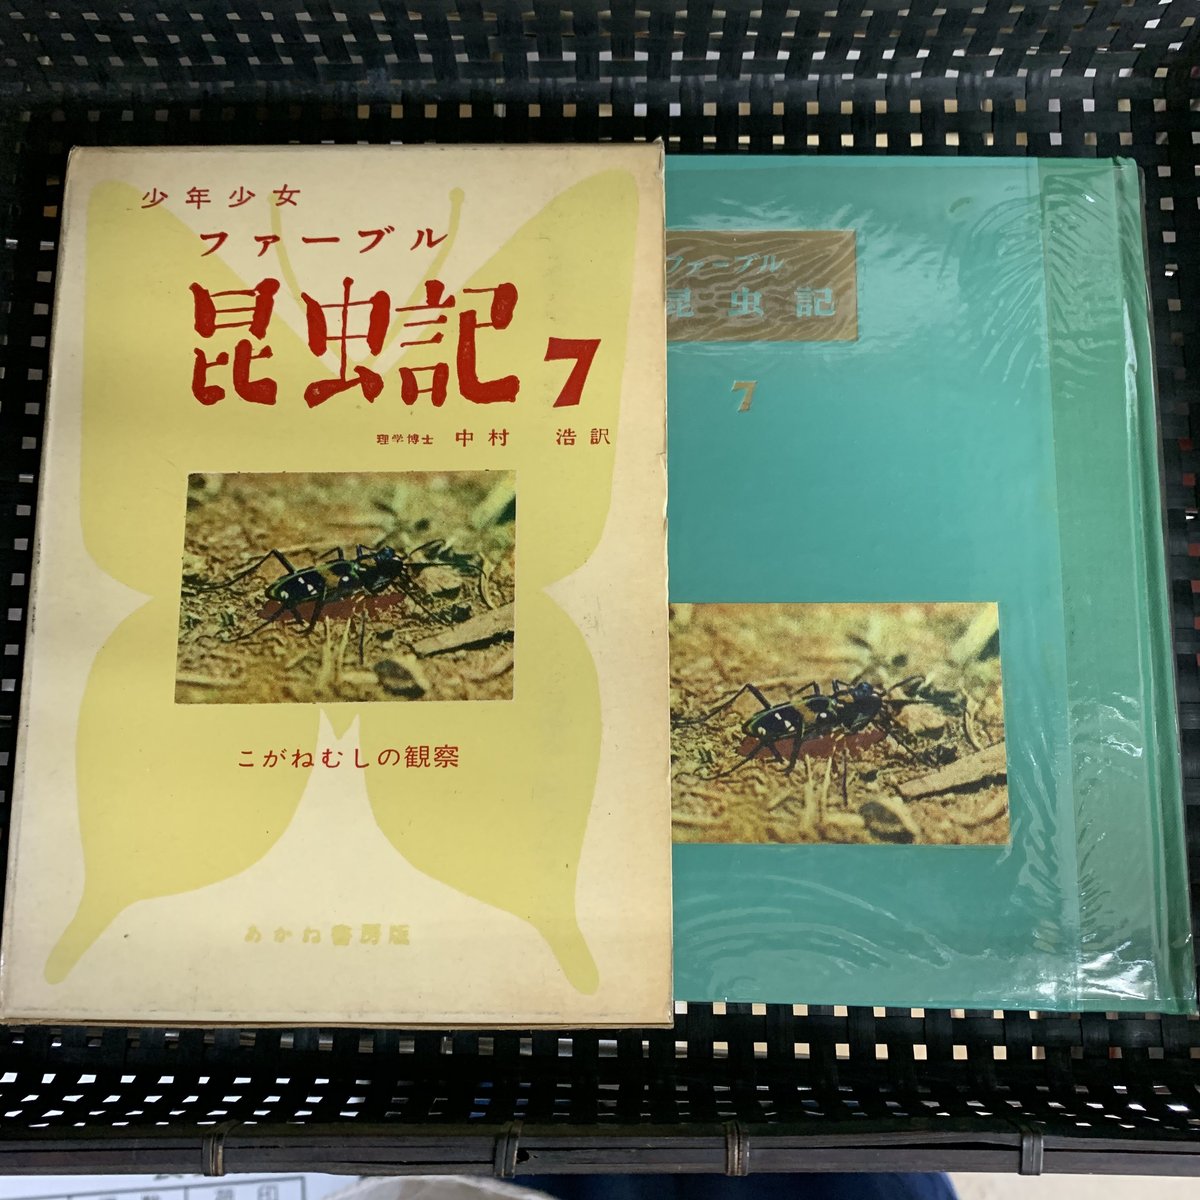 少年少女
ファーブル
昆虫記 7
理学博士 中村 浩訳
こがねむしの観察
あかね書房版
ファーブル
昆虫記
7